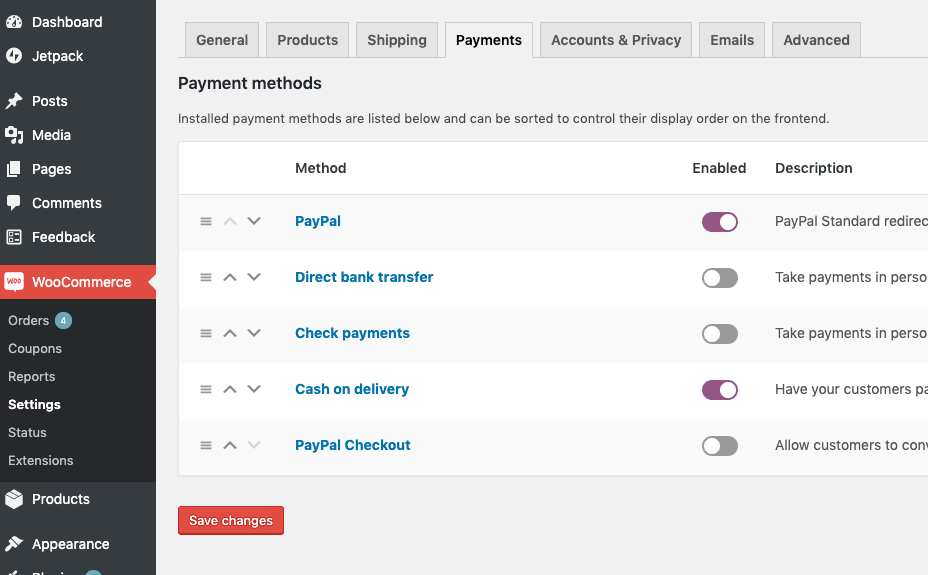 Dashboard
Jetpack
Posts
Media
Pages
Comments
Feedback
WOO WooCommerce
Orders 4
Coupons
Reports
Settings
Status
Extensions
Products
Appearance
General Products Shipping Payments Accounts & Privacy Emails Advanced
Payment methods
Installed payment methods are listed below and can be sorted to control their display order on the frontend.
Method Enabled Description
PayPal PayPal Standard redirec
Direct bank transfer Take payments in perso
Check payments Take payments in perso
Cash on delivery Have your customers pa
PayPal Checkout Allow customers to conv
Save changes